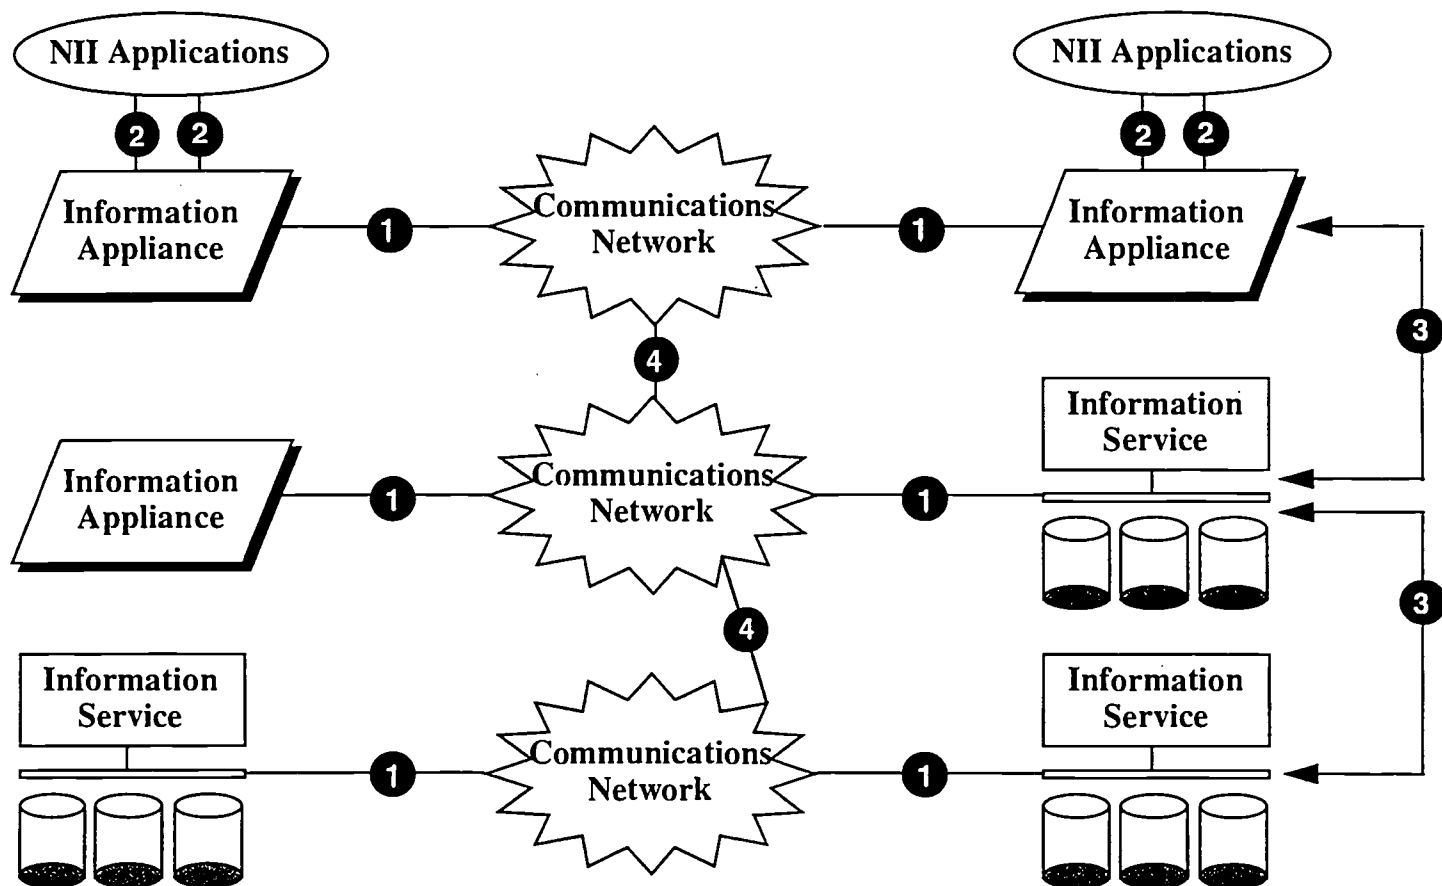 NII Applications
NII Applications
2 2
2 2
Information
Appliance
1
Communications
Network
1
Information
Appliance
3
4
Information
Appliance
1
Communications
Network
1
Information
Service
3
4
Information
Service
1
Communications
Network
1
Information
Service